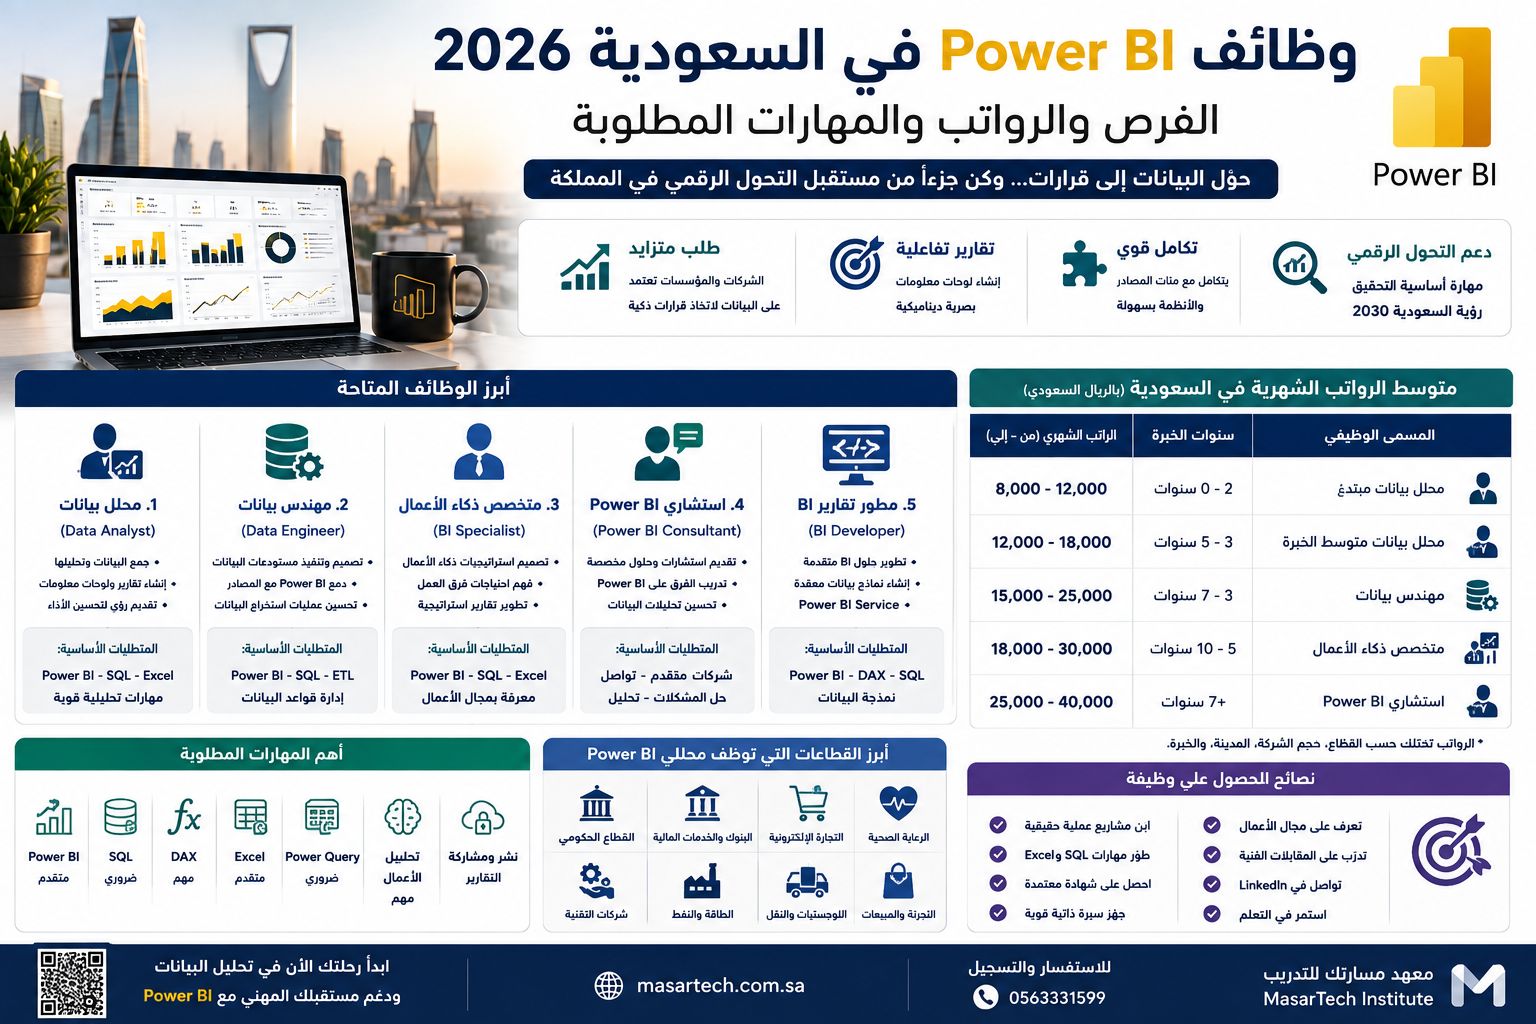 وظائف Power BI في السعودية 2026
الفرص والرواتب والمهارات المطلوبة
حوّل البيانات إلى قرارات... وكن جزءاً من مستقبل التحول الرقمي في المملكة
Power BI
دعم التحول الرقمي
مهارة أساسية التحقيق
رؤية السعودية 2030
تكامل قوي
يتكامل مع مئات المصادر
والأنظمة بسهولة
تقارير تفاعلية
إنشاء لوحات معلومات
بصرية ديناميكية
طلب متزايد
الشركات والمؤسسات تعتمد
على البيانات لاتخاذ قرارات ذكية
أبرز الوظائف المتاحة
1. محلل بيانات
(Data Analyst)
• جمع البيانات وتحليلها
• إنشاء تقارير ولوحات معلومات
• تقديم رؤي لتحسين الأداء
المتطلبات الأساسية:
Power BI - SQL - Excel
مهارات تحليلية قوية
2. مهندس بيانات
(Data Engineer)
• تصميم وتنفيذ مستودعات البيانات
• دمع Power BI مع المصادر
• تحسين عمليات استخراج البيانات
المتطلبات الأساسية:
Power BI - SQL - ETL
إدارة قواعد البيانات
3. متخصص ذكاء الأعمال
(BI Specialist)
• تصميم استراتيجيات ذكاء الأعمال
• فهم احتياجات فرق العمل
• تطوير تقارير استراتيجية
المتطلبات الأساسية:
Power BI - SQL - Excel
معرفة بمجال الأعمال
4. استشاري Power BI
(Power BI Consultant)
• تقديم استشارات وحلول مخصصة
• تدريب الفرق على Power BI
• تحسين تحليلات البيانات
المتطلبات الأساسية:
شركات مققدم - تواصل
حل المشكلات - تحليل
5. مطور تقارير BI
(BI Developer)
• تطوير حلول BI متقدمة
• إنشاء نماذج بيانات معقدة
• Power BI Service
المتطلبات الأساسية:
Power BI - DAX - SQL
نمذجة البيانات
متوسط الرواتب الشهرية في السعودية (بالريال السعودي)
المسمى الوظيفي سنوات الخبرة الراتب الشهري (من - إلي)
محلل بيانات مبتدئ 0 - 2 سنوات 8,000 - 12,000
محلل بيانات متوسط الخبرة 3 - 5 سنوات 12,000 - 18,000
مهندس بيانات 3 - 7 سنوات 15,000 - 25,000
متخصص ذكاء الأعمال 5 - 10 سنوات 18,000 - 30,000
استشاري Power BI +7 سنوات 25,000 - 40,000
* الرواتب تختلك حسب القطاع، حجم الشركة، المدينة، والخبرة.
أهم المهارات المطلوبة
Power BI
متقدم
SQL
ضروري
DAX
مهم
Excel
متقدم
Power Query
ضروري
تحليل
الأعمال
مهم
نشر ومشاركة
التقارير
أبرز القطاعات التي توظف محللي Power BI
القطاع الحكومي
البنوك والخدمات المالية
التجارة الإلكترونية
الرعاية الصحية
شركات التقنية
الطاقة والنفط
اللوجستيات والنقل
التجزئة والمبيعات
نصائح للحصول علي وظيفة
تعرف على مجال الأعمال
تدرّب على المقابلات الفنية
تواصل في LinkedIn
استمر في التعلم
ابن مشاريع عملية حقيقية
طوّر مهارات SQL وExcel
احصل على شهادة معتمدة
جهّز سيرة ذاتية قوية
معهد مسارتك للتدريب
MasarTech Institute
للاستفسار والتسجيل
0563331599
masartech.com.sa
ابدأ رحلتك الأن في تحليل البيانات
ودغم مستقبلك المهني مع Power BI